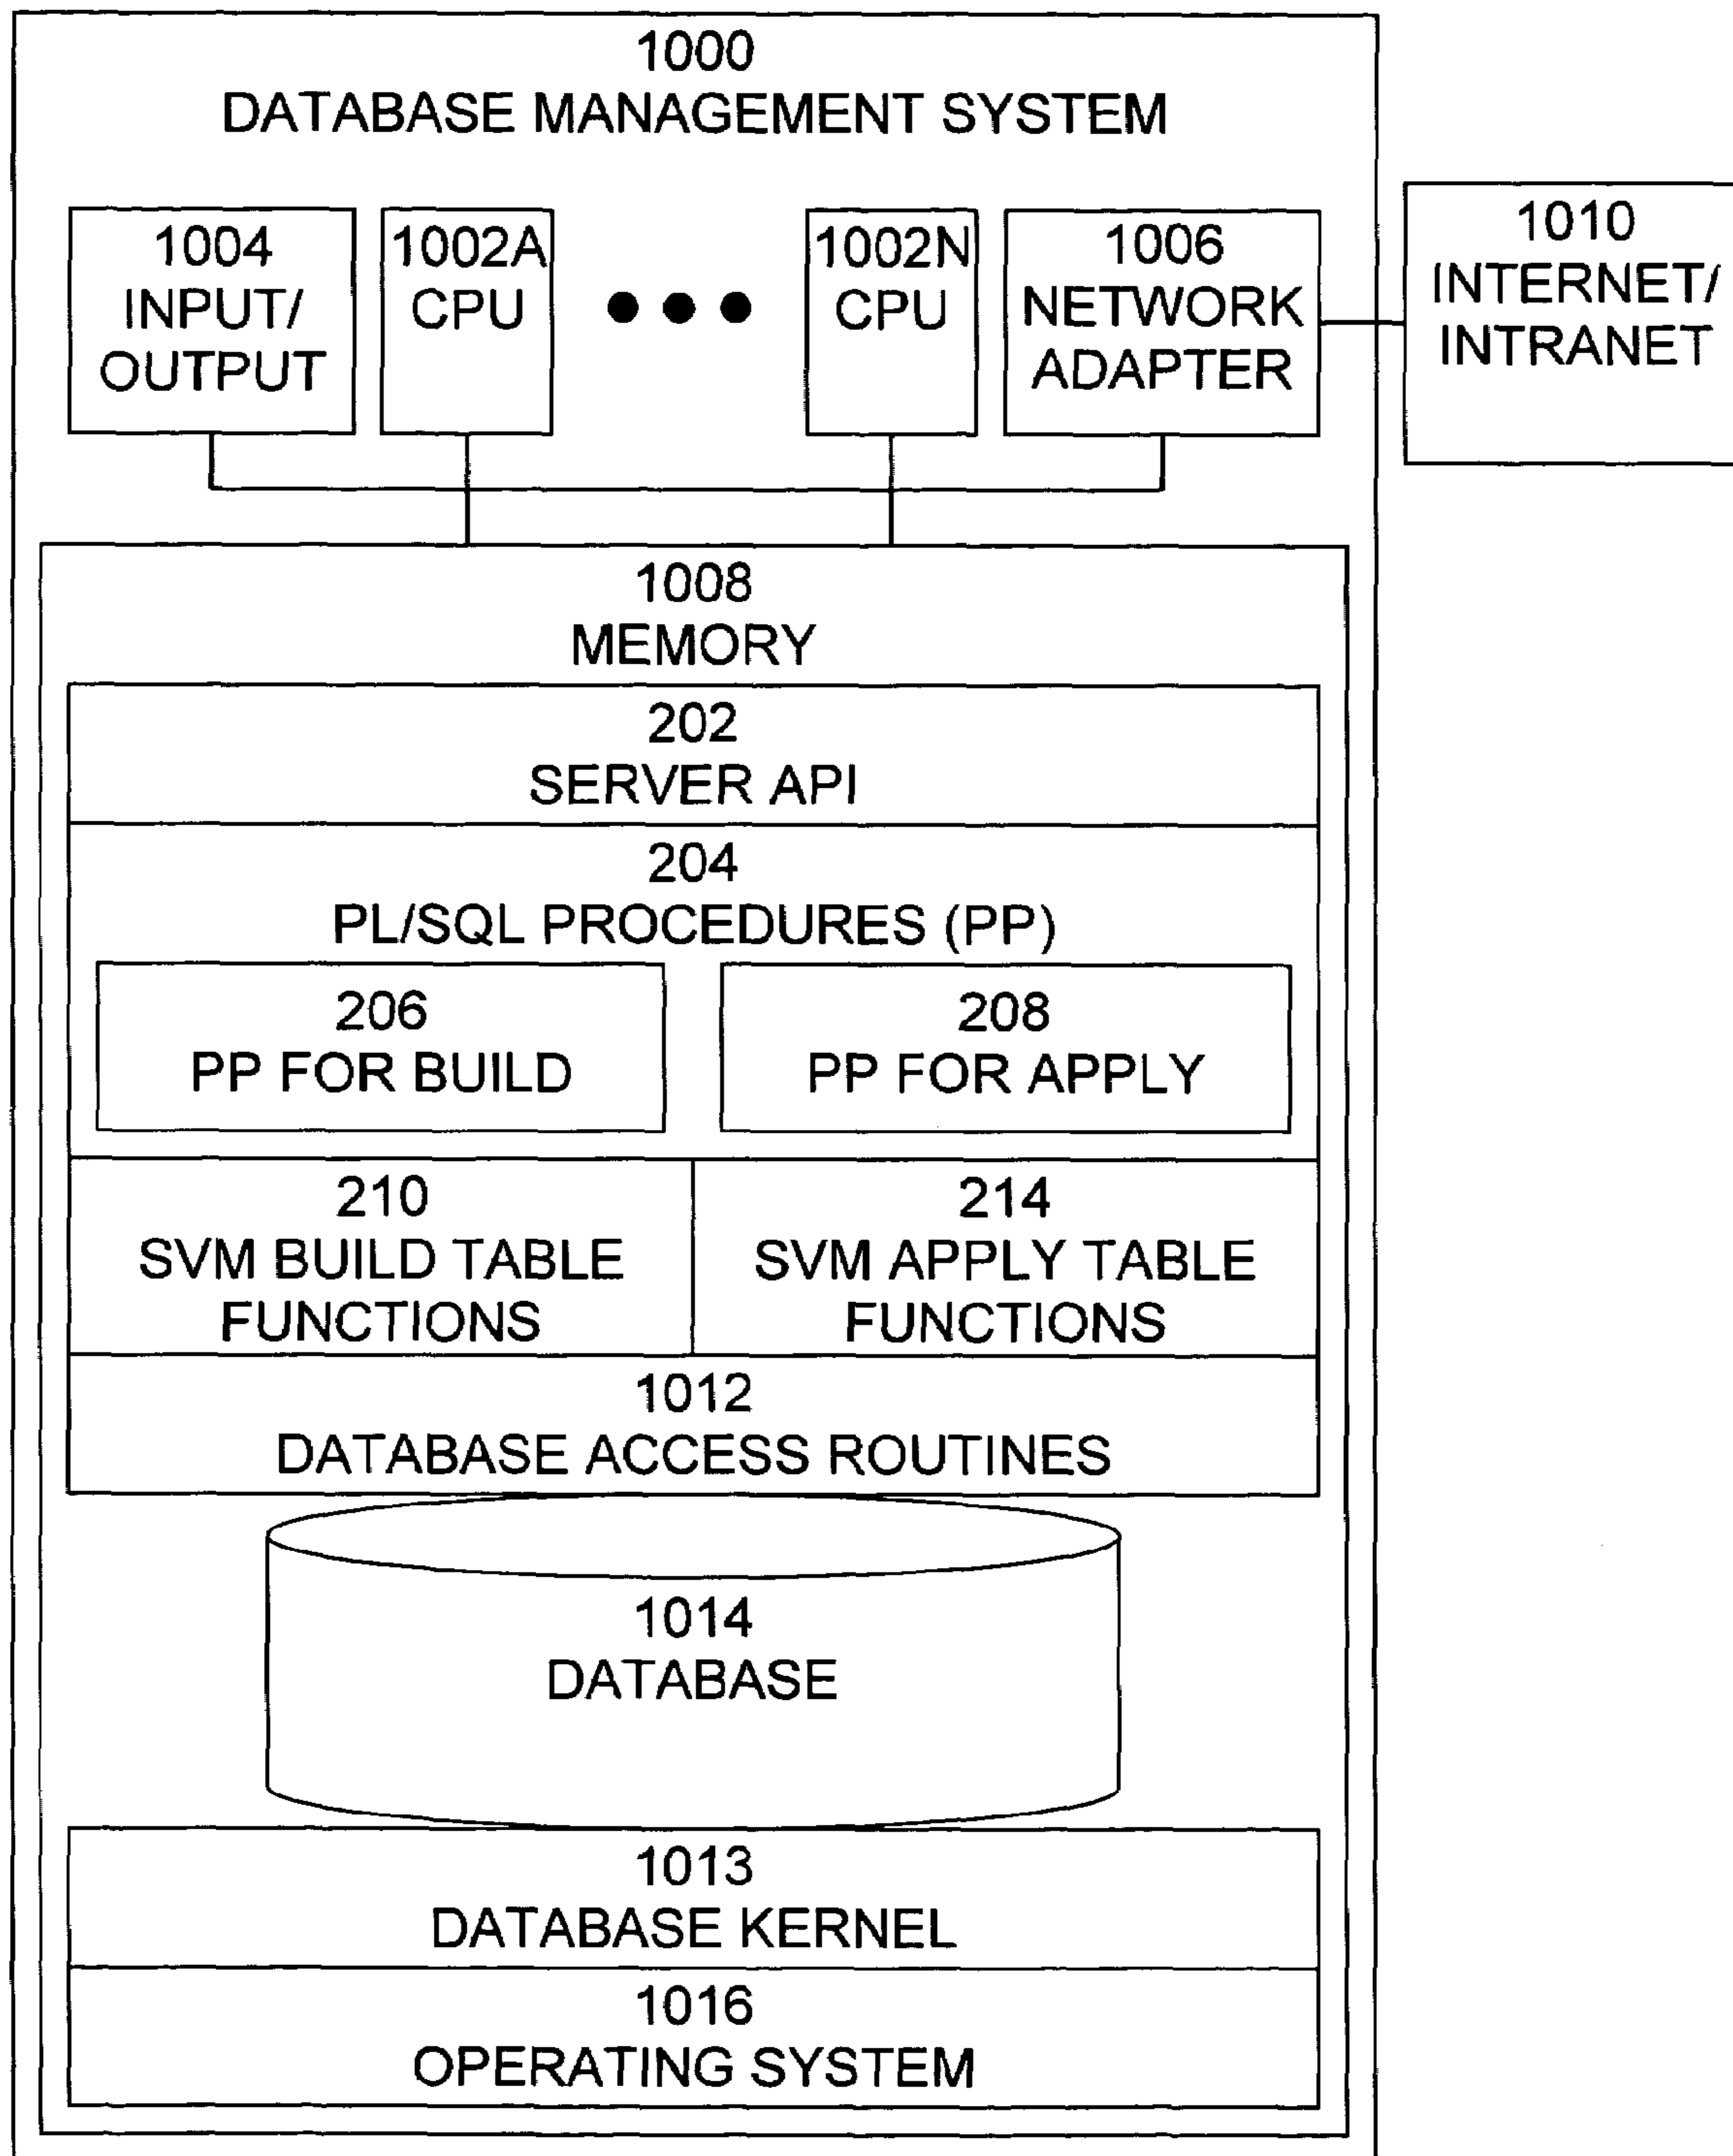 1000
DATABASE MANAGEMENT SYSTEM
1004
INPUT/
OUTPUT
1002A
CPU
1002N
CPU
1006
NETWORK
ADAPTER
1010
INTERNET/
INTRANET
1008
MEMORY
202
SERVER API
204
PL/SQL PROCEDURES (PP)
206
PP FOR BUILD
208
PP FOR APPLY
210
SVM BUILD TABLE
FUNCTIONS
214
SVM APPLY TABLE
FUNCTIONS
1012
DATABASE ACCESS ROUTINES
1014
DATABASE
1013
DATABASE KERNEL
1016
OPERATING SYSTEM